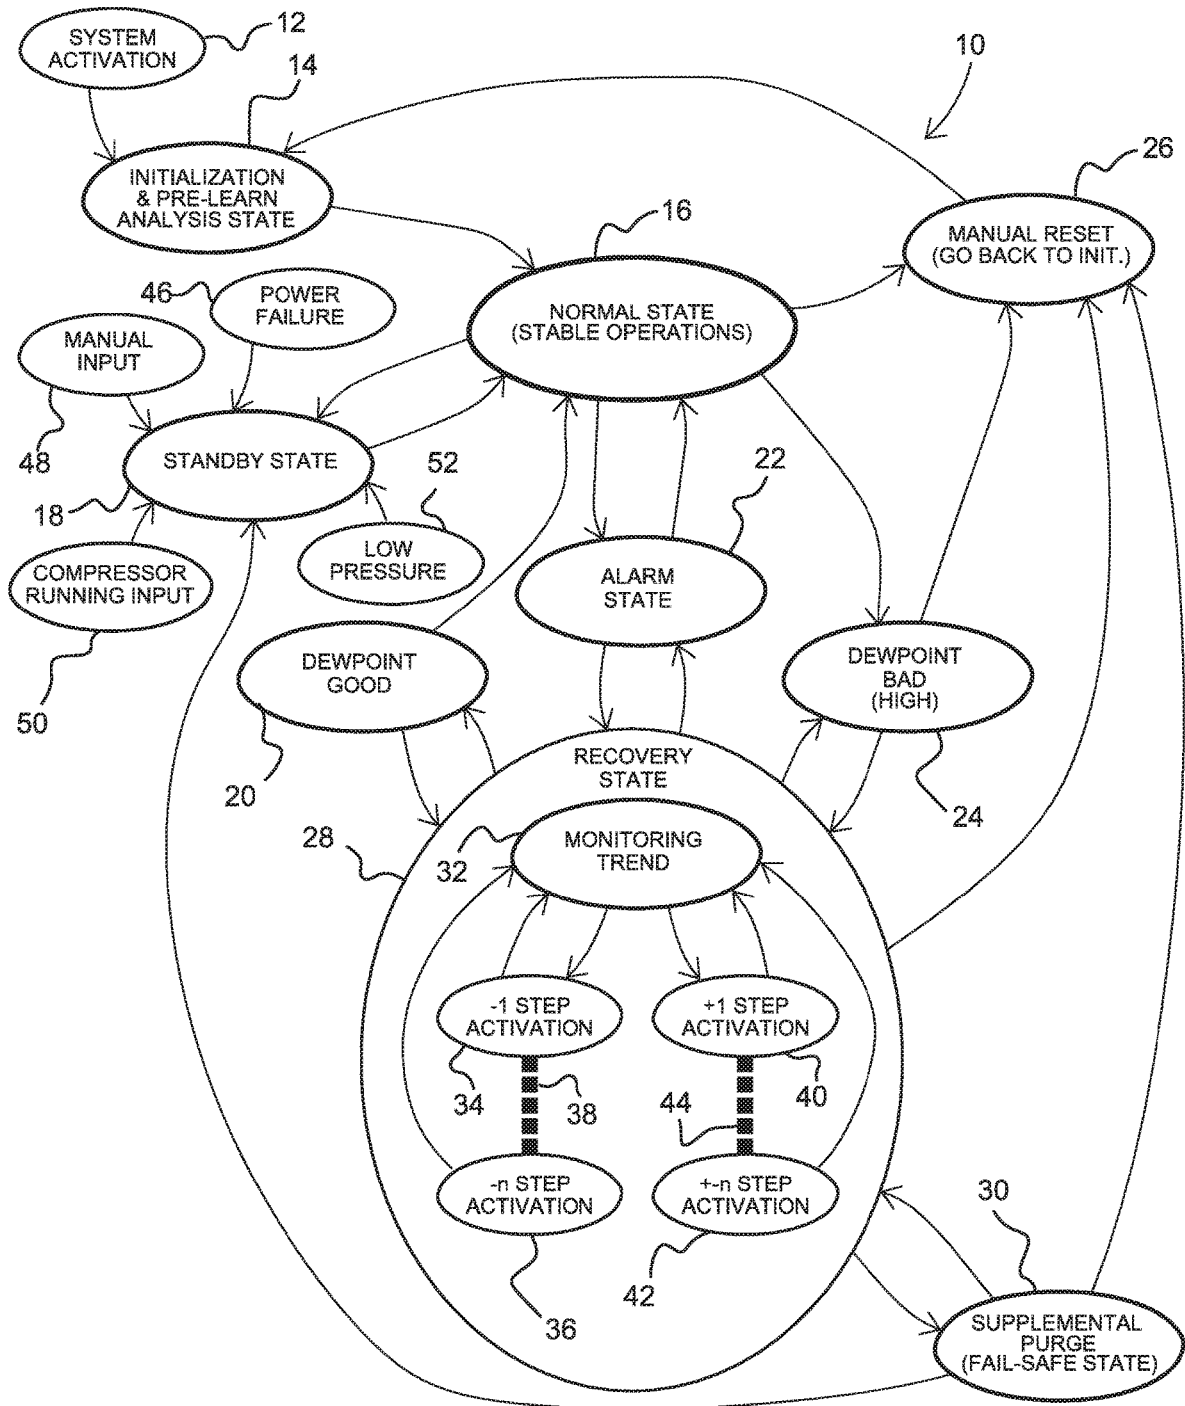 SYSTEM
ACTIVATION
12
14
10
INITIALIZATION
& PRE-LEARN
ANALYSIS STATE
26
MANUAL RESET
(GO BACK TO INIT.)
16
NORMAL STATE
(STABLE OPERATIONS)
46
POWER
FAILURE
MANUAL
INPUT
48
STANDBY STATE
18
52
22
COMPRESSOR
RUNNING INPUT
50
LOW
PRESSURE
ALARM
STATE
DEWPOINT
GOOD
20
DEWPOINT
BAD
(HIGH)
24
RECOVERY
STATE
28
32
MONITORING
TREND
-1 STEP
ACTIVATION
+1 STEP
ACTIVATION
34
38
44
40
-n STEP
ACTIVATION
+-n STEP
ACTIVATION
36
42
30
SUPPLEMENTAL
PURGE
(FAIL-SAFE STATE)